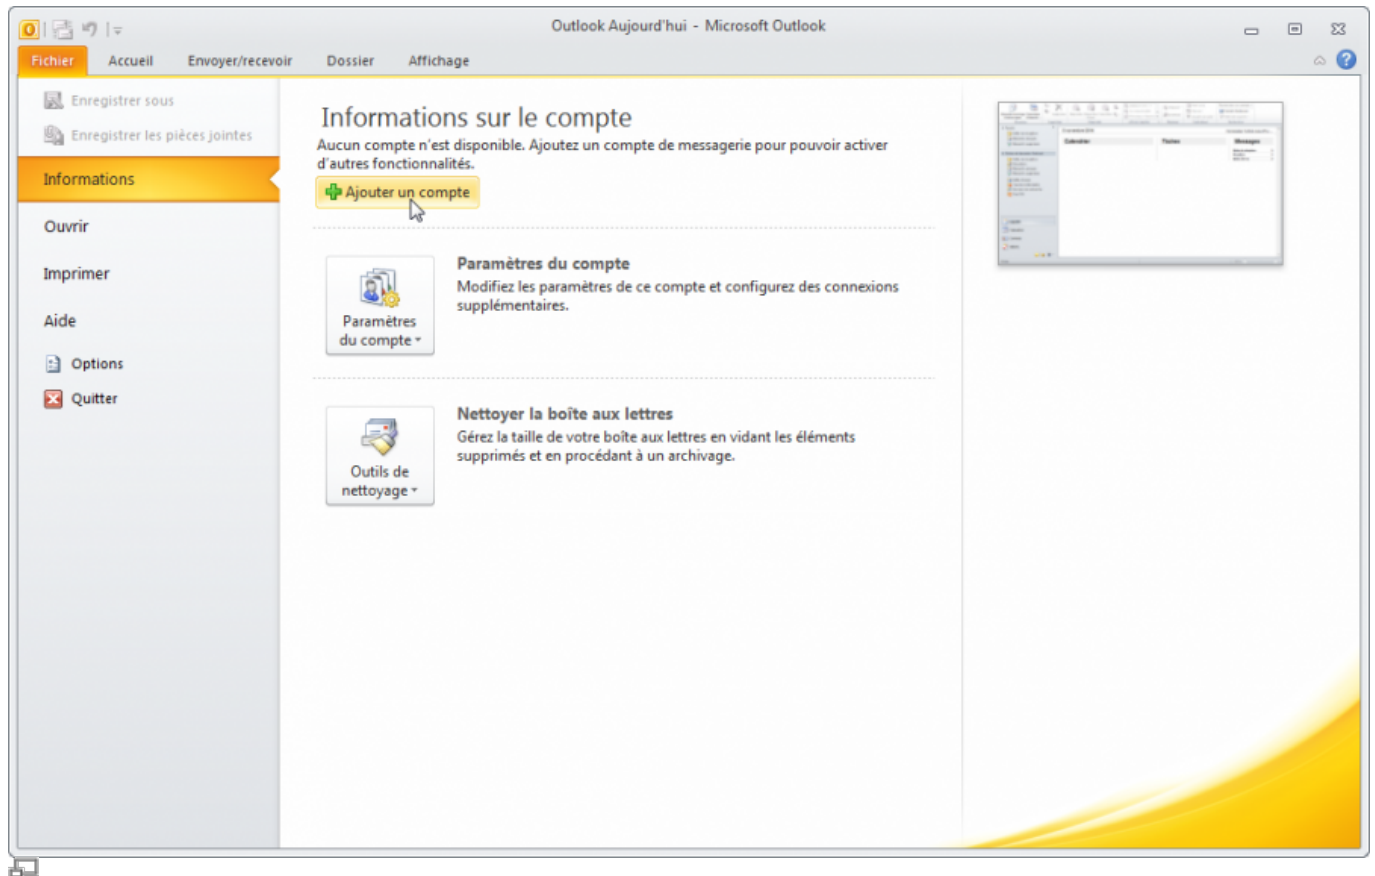 Outlook Aujourd'hui - Microsoft Outlook
Fichier Accueil Envoyer/recevoir Dossier Affichage
Enregistrer sous
Enregistrer les pièces jointes
Informations
Ouvrir
Imprimer
Aide
Options
Quitter
Informations sur le compte
Aucun compte n'est disponible. Ajoutez un compte de messagerie pour pouvoir activer
d'autres fonctionnalités.
Ajouter un compte
Paramètres
du compte
Paramètres du compte
Modifiez les paramètres de ce compte et configurez des connexions
supplémentaires.
Outils de
nettoyage
Nettoyer la boîte aux lettres
Gérez la taille de votre boîte aux lettres en vidant les éléments
supprimés et en procédant à un archivage.
Calendrier Tâches Messages